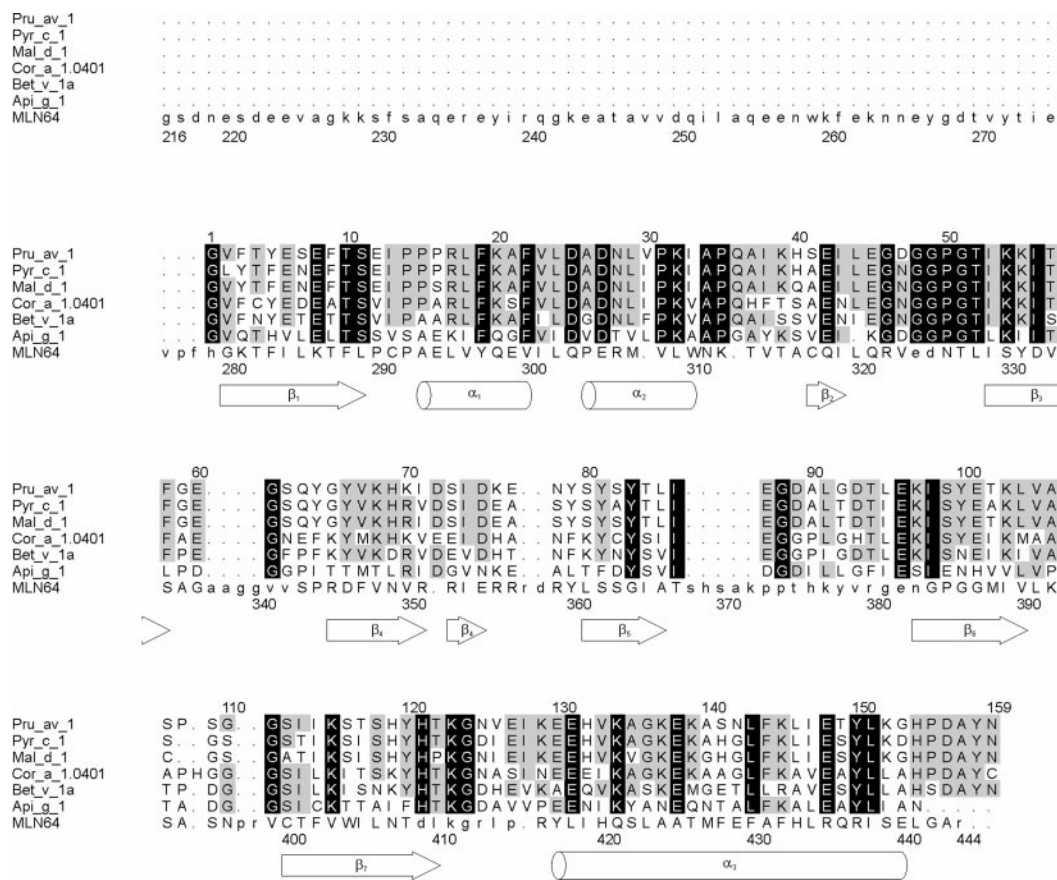 Pru_av_1 . . . . . . . . . . . . . . . . . . . . . . . . . . . . . . . . . . . . . . . . . . . . . . . . . . . . . . . . . . . .
Pyr_c_1 . . . . . . . . . . . . . . . . . . . . . . . . . . . . . . . . . . . . . . . . . . . . . . . . . . . . . . . . . . . .
Mal_d_1 . . . . . . . . . . . . . . . . . . . . . . . . . . . . . . . . . . . . . . . . . . . . . . . . . . . . . . . . . . . .
Cor_a_1.0401 . . . . . . . . . . . . . . . . . . . . . . . . . . . . . . . . . . . . . . . . . . . . . . . . . . . . . . . . . . . .
Bet_v_1a . . . . . . . . . . . . . . . . . . . . . . . . . . . . . . . . . . . . . . . . . . . . . . . . . . . . . . . . . . . .
Api_g_1 . . . . . . . . . . . . . . . . . . . . . . . . . . . . . . . . . . . . . . . . . . . . . . . . . . . . . . . . . . . .
MLN64 g s d n e s d e e v a g k k s f s a q e r e y i r q g k e a t a v v d q i l a q e e n w k f e k n n e y g d t v y t i e
216 220 230 240 250 260 270
1 10 20 30 40 50
Pru_av_1 . . . G V F T Y E S E F T S E I P P P R L F K A F V L D A D N L V P K I A P Q A I K H S E I L E G D G G P G T I K K I T
Pyr_c_1 . . . G L Y T F E N E F T S E I P P P R L F K A F V L D A D N L I P K I A P Q A I K H A E I L E G N G G P G T I K K I T
Mal_d_1 . . . G V Y T F E N E F T S E I P P S R L F K A F V L D A D N L I P K I A P Q A I K Q A E I L E G N G G P G T I K K I T
Cor_a_1.0401 . . . G V F C Y E D E A T S V I P P A R L F K S F V L D A D N L I P K V A P Q H F T S A E N L E G N G G P G T I K K I T
Bet_v_1a . . . G V F N Y E T E T T S V I P A A R L F K A F I L D G D N L F P K V A P Q A I S S V E N I E G N G G P G T I K K I S
Api_g_1 . . . G V Q T H V L E L T S S V S A E K I F Q G F V I D V D T V L P K A A P G A Y K S V E I . K G D G G P G T L K I I T
MLN64 v p f h G K T F I L K T F L P C P A E L V Y Q E V I L Q P E R M . V L W N K . T V T A C Q I L Q R V e d N T L I S Y D V
280 290 300 310 320 330
β1 α1 α2 β2 β3
60 70 80 90 100
Pru_av_1 F G E . . . . G S Q Y G Y V K H K I D S I D K E . . N Y S Y S Y T L I . . . . . E G D A L G D T L E K I S Y E T K L V A
Pyr_c_1 F G E . . . . G S Q Y G Y V K H R V D S I D E A . . S Y S Y A Y T L I . . . . . E G D A L T D T I E K I S Y E A K L V A
Mal_d_1 F G E . . . . G S Q Y G Y V K H R I D S I D E A . . S Y S Y S Y T L I . . . . . E G D A L T D T I E K I S Y E T K L V A
Cor_a_1.0401 F A E . . . . G N E F K Y M K H K V E E I D H A . . N F K Y C Y S I I . . . . . E G G P L G H T L E K I S Y E I K M A A
Bet_v_1a F P E . . . . G F P F K Y V K D R V D E V D H T . . N F K Y N Y S V I . . . . . E G G P I G D T L E K I S N E I K I V A
Api_g_1 L P D . . . . G G P I T T M T L R I D G V N K E . . A L T F D Y S V I . . . . . D G D I L L G F I E S I E N H V V L V P
MLN64 S A G a a g g v v S P R D F V N V R . R I E R R r d R Y L S S G I A T s h s a k p p t h k y v r g e n G P G G M I V L K
340 350 360 370 380 390
β4 β4 β5 β6
110 120 130 140 150 159
Pru_av_1 S P . S G . . G S I I K S T S H Y H T K G N V E I K E E H V K A G K E K A S N L F K L I E T Y L K G H P D A Y N
Pyr_c_1 S . . G S . G S T I K S I S H Y H T K G D I E I K E E H V K A G K E K A H G L F K L I E S Y L K D H P D A Y N
Mal_d_1 C . . G S . G A T I K S I S H Y H P K G N I E I K E E H V K V G K E K G H G L F K L I E S Y L K D H P D A Y N
Cor_a_1.0401 A P H G G . . G S I L K I T S K Y H T K G N A S I N E E E I K A G K E K A A G L F K A V E A Y L L A H P D A Y C
Bet_v_1a T P . D G . . G S I L K I S N K Y H T K G D H E V K A E Q V K A S K E M G E T L L R A V E S Y L L A H S D A Y N
Api_g_1 T A . D G . . G S I C K T T A I F H T K G D A V V P E E N I K Y A N E Q N T A L F K A L E A Y L I A N . . . . .
MLN64 S A . S N p r V C T F V W I L N T d l k g r l p . R Y L I H Q S L A A T M F E F A F H L R Q R I S E L G A r . .
400 410 420 430 440 444
β7 α3